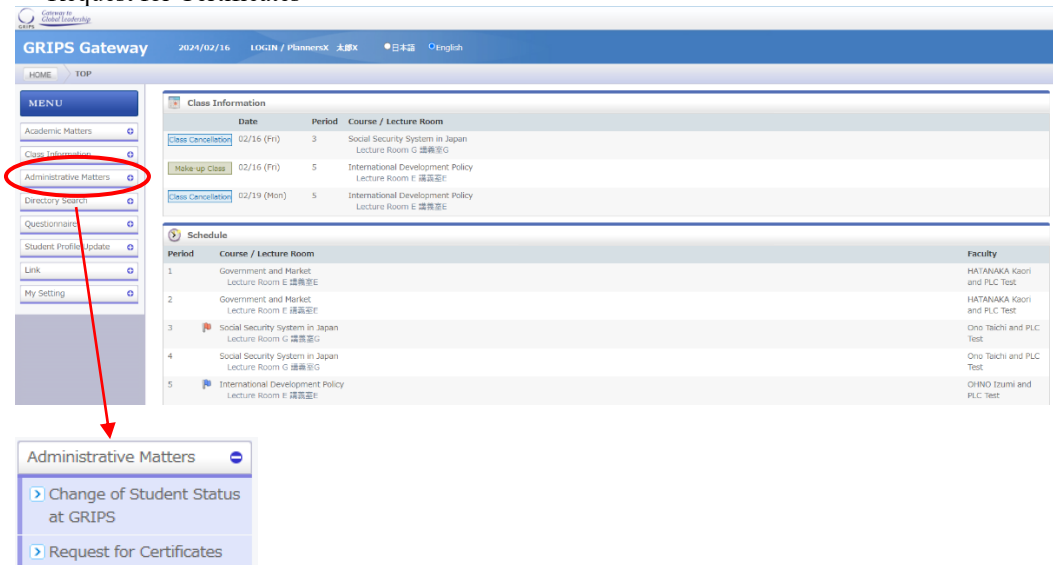 Request for Certificates
Gateway to
Global Leadership
GRIPS
GRIPS Gateway 2024/02/16 LOGIN / PlannersX 太郎X 日本語 English
HOME TOP
MENU
Academic Matters
Class Information
Administrative Matters
Directory Search
Questionnaire
Student Profile Update
Link
My Setting
Class Information
Date Period Course / Lecture Room
Class Cancellation 02/16 (Fri) 3 Social Security System in Japan
Lecture Room G 講義室G
Make-up Class 02/16 (Fri) 5 International Development Policy
Lecture Room E 講義室E
Class Cancellation 02/19 (Mon) 5 International Development Policy
Lecture Room E 講義室E
Schedule
Period Course / Lecture Room Faculty
1 Government and Market HATANAKA Kaori
Lecture Room E 講義室E and PLC Test
2 Government and Market HATANAKA Kaori
Lecture Room E 講義室E and PLC Test
3 Social Security System in Japan Ono Taichi and PLC
Lecture Room G 講義室G Test
4 Social Security System in Japan Ono Taichi and PLC
Lecture Room G 講義室G Test
5 International Development Policy OHNO Izumi and
Lecture Room E 講義室E PLC Test
Administrative Matters
Change of Student Status
at GRIPS
Request for Certificates